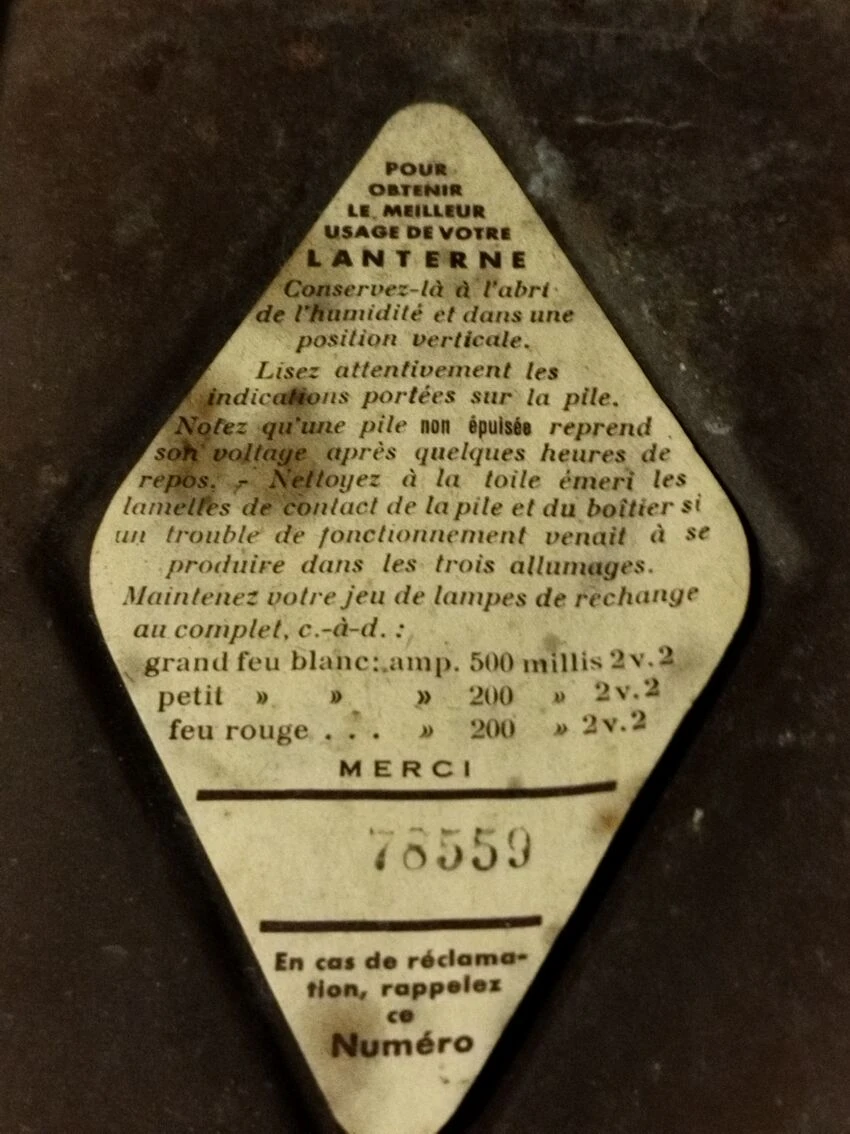 POUR
OBTENIR
LE MEILLEUR
USAGE DE VOTRE
LANTERNE
Conservez-là à l'abri
de l'humidité et dans une
position verticale.
Lisez attentivement les
indications portées sur la pile.
Notez qu'une pile non épuisée reprend
son voltage après quelques heures de
repos. - Nettoyez à la toile émeri les
lamelles de contact de la pile et du boîtier si
un trouble de fonctionnement venait à se
produire dans les trois allumages.
Maintenez votre jeu de lampes de rechange
au complet, c.-à-d. :
grand feu blanc: amp. 500 millis 2v.2
petit » » » 200 » 2v.2
feu rouge . . . » 200 » 2v.2
MERCI
78559
En cas de réclama-
tion, rappelez
ce
Numéro